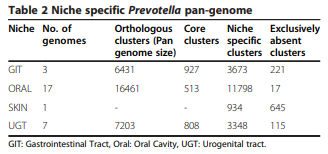 Table 2 Niche specific Prevotella pan-genome
Niche No. of genomes Orthologous clusters (Pan genome size) Core clusters Niche specific clusters Exclusively absent clusters
GIT 3 6431 927 3673 221
ORAL 17 16461 513 11798 17
SKIN 1 - - 934 645
UGT 7 7203 808 3348 115
GIT: Gastrointestinal Tract, Oral: Oral Cavity, UGT: Urogenital tract.